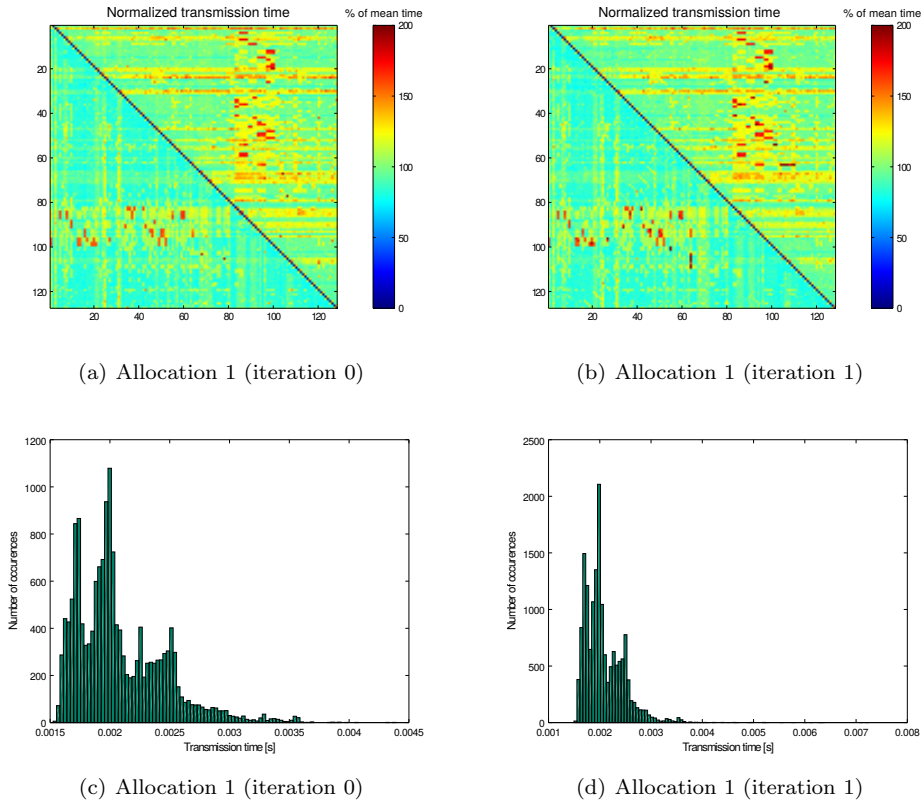 Normalized transmission time
% of mean time
200
150
100
50
0
20
40
60
80
100
120
20 40 60 80 100 120
(a) Allocation 1 (iteration 0)
Normalized transmission time
% of mean time
200
150
100
50
0
20
40
60
80
100
120
20 40 60 80 100 120
(b) Allocation 1 (iteration 1)
1200
1000
800
600
400
200
0
Number of occurences
0.0015 0.002 0.0025 0.003 0.0035 0.004 0.0045
Transmission time [s]
(c) Allocation 1 (iteration 0)
2500
2000
1500
1000
500
0
Number of occurences
0.001 0.002 0.003 0.004 0.005 0.006 0.007 0.008
Transmission time [s]
(d) Allocation 1 (iteration 1)